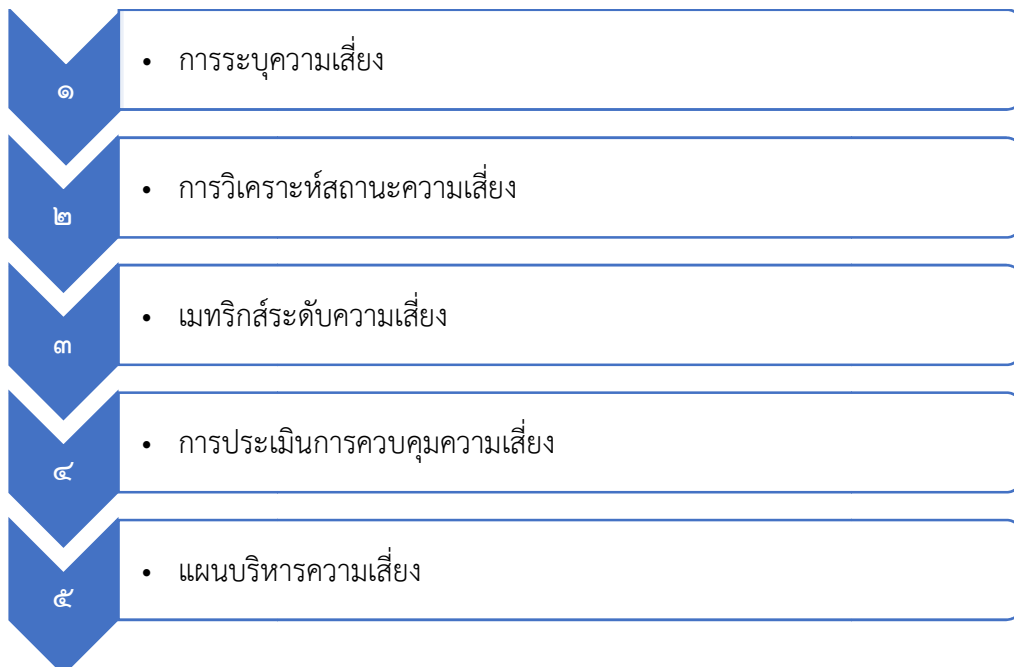 ๑
• การระบุความเสี่ยง
๒
• การวิเคราะห์สถานะความเสี่ยง
๓
• เมทริกส์ระดับความเสี่ยง
๔
• การประเมินการควบคุมความเสี่ยง
๕
• แผนบริหารความเสี่ยง